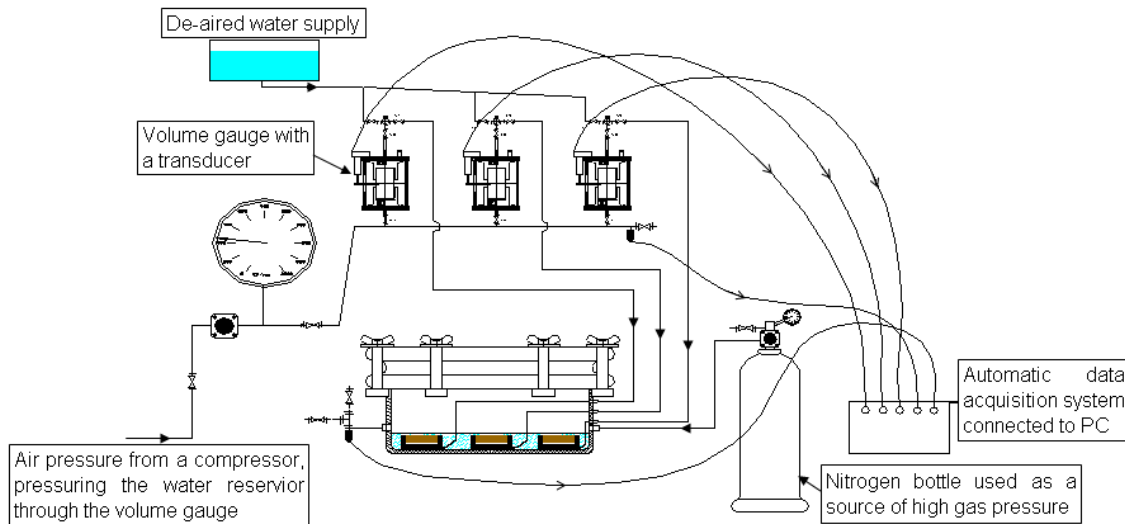 De-aired water supply
Volume gauge with
a transducer
Automatic data
acquisition system
connected to PC
Air pressure from a compressor,
pressuring the water reservior
through the volume gauge
Nitrogen bottle used as a
source of high gas pressure